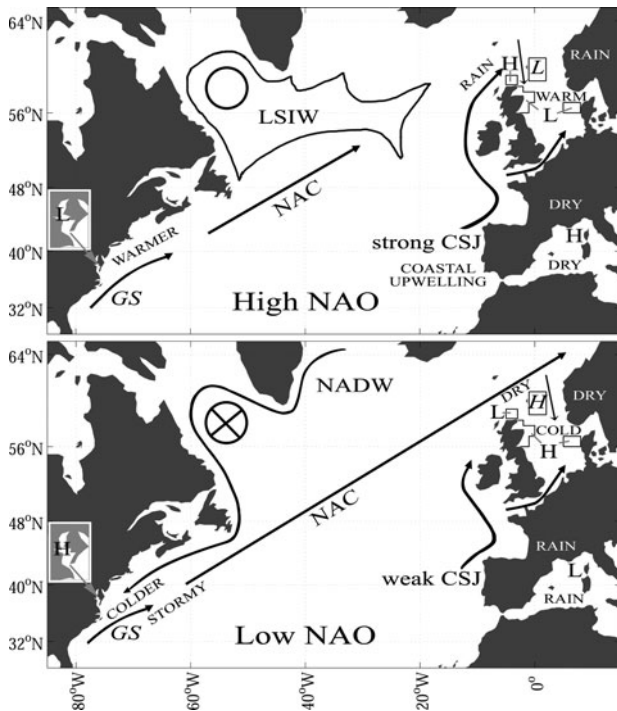 64°N
56°N
48°N
40°N
32°N
L
WARMER
GS
LSIW
NAC
High NAO
strong CSJ
COASTAL
UPWELLING
RAIN
H
L
WARM
L
RAIN
DRY
H
DRY
64°N
56°N
48°N
40°N
32°N
H
COLDER
STORMY
GS
NADW
NAC
Low NAO
weak CSJ
DRY
L
H
COLD
H
DRY
RAIN
L
RAIN
80°W
60°W
40°W
20°W
0°